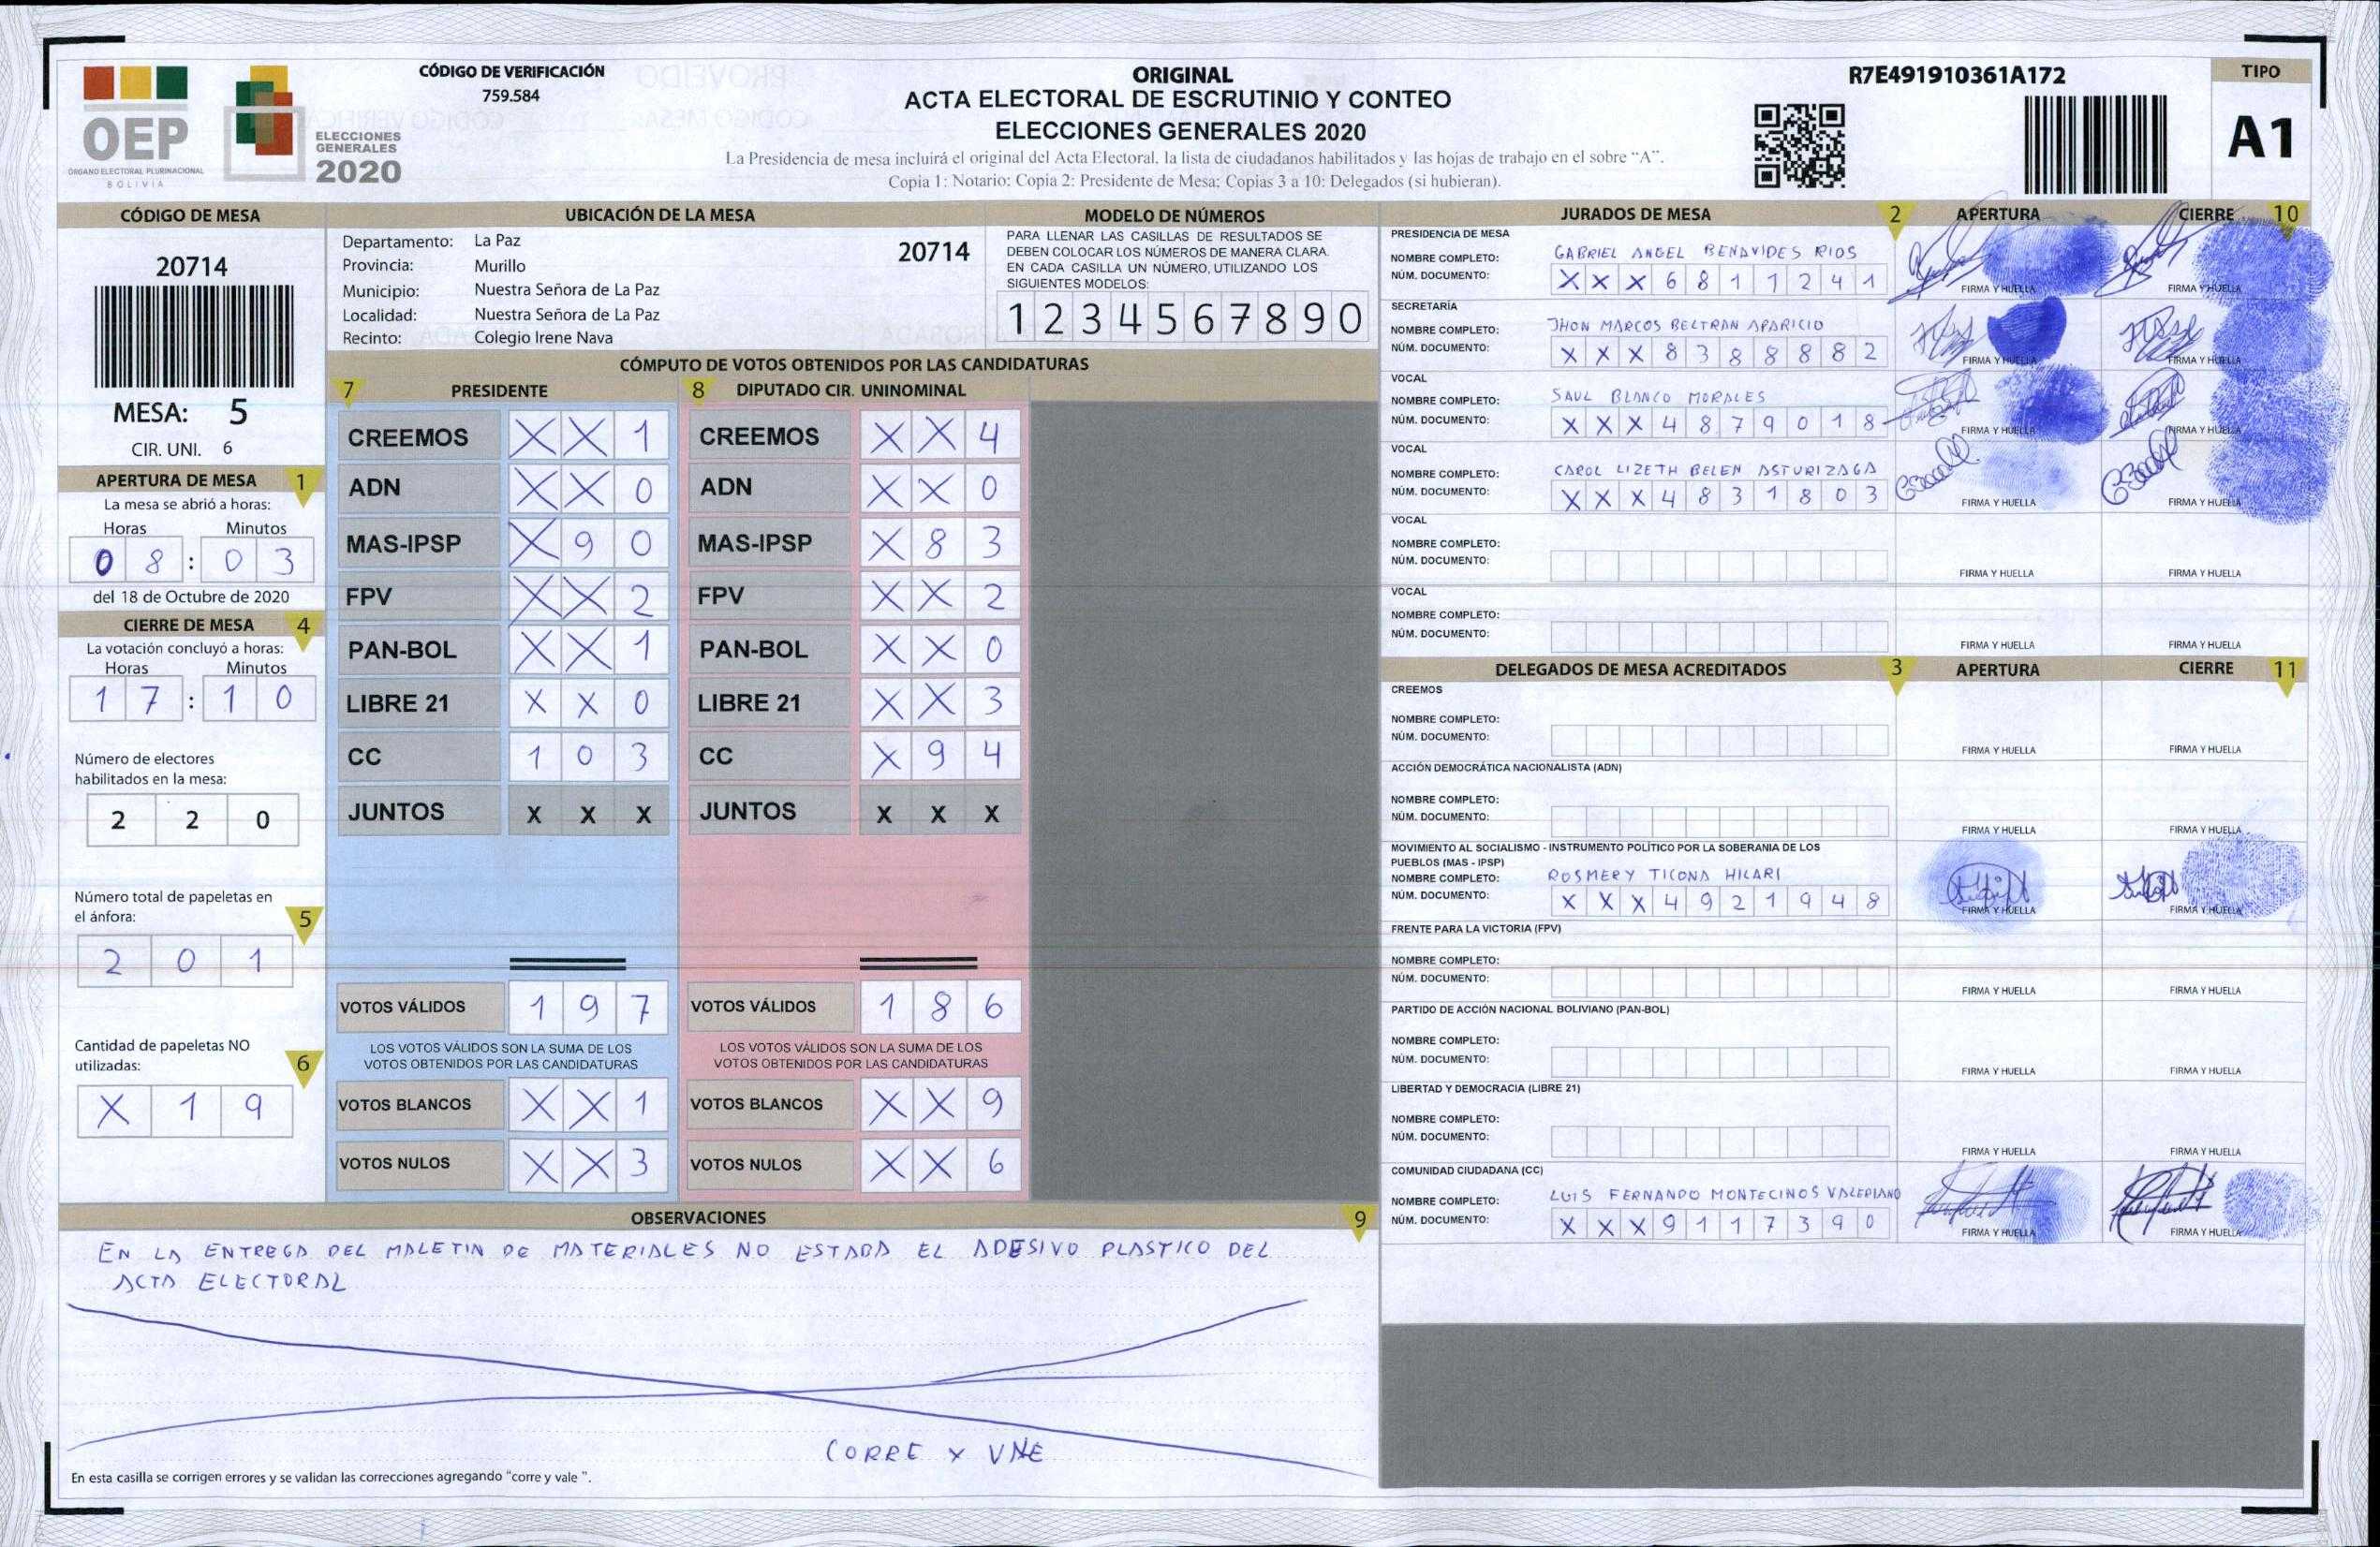 OEP
ÓRGANO ELECTORAL PLURINACIONAL
BOLIVIA
ELECCIONES
GENERALES
2020
CÓDIGO DE VERIFICACIÓN
759.584
ORIGINAL
ACTA ELECTORAL DE ESCRUTINIO Y CONTEO
ELECCIONES GENERALES 2020
La Presidencia de mesa incluirá el original del Acta Electoral, la lista de ciudadanos habilitados y las hojas de trabajo en el sobre “A”.
Copia 1: Notario; Copia 2: Presidente de Mesa; Copias 3 a 10: Delegados (si hubieran).
R7E491910361A172
TIPO
A1
CÓDIGO DE MESA
20714
MESA: 5
CIR. UNI. 6
APERTURA DE MESA 1
La mesa se abrió a horas:
Horas Minutos
0 8 : 0 3
del 18 de Octubre de 2020
CIERRE DE MESA 4
La votación concluyó a horas:
Horas Minutos
1 7 : 1 0
Número de electores
habilitados en la mesa:
2 2 0
Número total de papeletas en
el ánfora: 5
2 0 1
Cantidad de papeletas NO
utilizadas: 6
X 1 9
UBICACIÓN DE LA MESA
Departamento: La Paz 20714
Provincia: Murillo
Municipio: Nuestra Señora de La Paz
Localidad: Nuestra Señora de La Paz
Recinto: Colegio Irene Nava
MODELO DE NÚMEROS
PARA LLENAR LAS CASILLAS DE RESULTADOS SE
DEBEN COLOCAR LOS NÚMEROS DE MANERA CLARA.
EN CADA CASILLA UN NÚMERO, UTILIZANDO LOS
SIGUIENTES MODELOS:
1 2 3 4 5 6 7 8 9 0
CÓMPUTO DE VOTOS OBTENIDOS POR LAS CANDIDATURAS
7 PRESIDENTE 8 DIPUTADO CIR. UNINOMINAL
CREEMOS X X 1 CREEMOS X X 4
ADN X X 0 ADN X X 0
MAS-IPSP X 9 0 MAS-IPSP X 8 3
FPV X X 2 FPV X X 2
PAN-BOL X X 1 PAN-BOL X X 0
LIBRE 21 X X 0 LIBRE 21 X X 3
CC 1 0 3 CC X 9 4
JUNTOS X X X JUNTOS X X X
VOTOS VÁLIDOS 1 9 7 VOTOS VÁLIDOS 1 8 6
LOS VOTOS VÁLIDOS SON LA SUMA DE LOS LOS VOTOS VÁLIDOS SON LA SUMA DE LOS
VOTOS OBTENIDOS POR LAS CANDIDATURAS VOTOS OBTENIDOS POR LAS CANDIDATURAS
VOTOS BLANCOS X X 1 VOTOS BLANCOS X X 9
VOTOS NULOS X X 3 VOTOS NULOS X X 6
OBSERVACIONES 9
EN LA ENTREGA DEL MALETIN DE MATERIALES NO ESTABA EL ADESIVO PLASTICO DEL
ACTA ELECTORAL
CORRE Y VALE
En esta casilla se corrigen errores y se validan las correcciones agregando “corre y vale ”.
JURADOS DE MESA 2 APERTURA CIERRE 10
PRESIDENCIA DE MESA
NOMBRE COMPLETO: GABRIEL ANGEL BENAVIDES RIOS
NÚM. DOCUMENTO: X X X 6 8 1 1 2 4 1 FIRMA Y HUELLA FIRMA Y HUELLA
SECRETARÍA
NOMBRE COMPLETO: JHON MARCOS BELTRAN APARICIO
NÚM. DOCUMENTO: X X X 8 3 8 8 8 8 2 FIRMA Y HUELLA FIRMA Y HUELLA
VOCAL
NOMBRE COMPLETO: SAUL BLANCO MORALES
NÚM. DOCUMENTO: X X X 4 8 7 9 0 1 8 FIRMA Y HUELLA FIRMA Y HUELLA
VOCAL
NOMBRE COMPLETO: CAROL LIZETH BELEN ASTURIZAGA
NÚM. DOCUMENTO: X X X 4 8 3 1 8 0 3 FIRMA Y HUELLA FIRMA Y HUELLA
VOCAL
NOMBRE COMPLETO:
NÚM. DOCUMENTO: FIRMA Y HUELLA FIRMA Y HUELLA
VOCAL
NOMBRE COMPLETO:
NÚM. DOCUMENTO: FIRMA Y HUELLA FIRMA Y HUELLA
DELEGADOS DE MESA ACREDITADOS 3 APERTURA CIERRE 11
CREEMOS
NOMBRE COMPLETO:
NÚM. DOCUMENTO: FIRMA Y HUELLA FIRMA Y HUELLA
ACCIÓN DEMOCRÁTICA NACIONALISTA (ADN)
NOMBRE COMPLETO:
NÚM. DOCUMENTO: FIRMA Y HUELLA FIRMA Y HUELLA
MOVIMIENTO AL SOCIALISMO - INSTRUMENTO POLÍTICO POR LA SOBERANIA DE LOS
PUEBLOS (MAS - IPSP)
NOMBRE COMPLETO: ROSMERY TICONA HILARI
NÚM. DOCUMENTO: X X X 4 9 2 1 9 4 8 FIRMA Y HUELLA FIRMA Y HUELLA
FRENTE PARA LA VICTORIA (FPV)
NOMBRE COMPLETO:
NÚM. DOCUMENTO: FIRMA Y HUELLA FIRMA Y HUELLA
PARTIDO DE ACCIÓN NACIONAL BOLIVIANO (PAN-BOL)
NOMBRE COMPLETO:
NÚM. DOCUMENTO: FIRMA Y HUELLA FIRMA Y HUELLA
LIBERTAD Y DEMOCRACIA (LIBRE 21)
NOMBRE COMPLETO:
NÚM. DOCUMENTO: FIRMA Y HUELLA FIRMA Y HUELLA
COMUNIDAD CIUDADANA (CC)
NOMBRE COMPLETO: LUIS FERNANDO MONTECINOS VALERIANO
NÚM. DOCUMENTO: X X X 9 1 1 7 3 9 0 FIRMA Y HUELLA FIRMA Y HUELLA